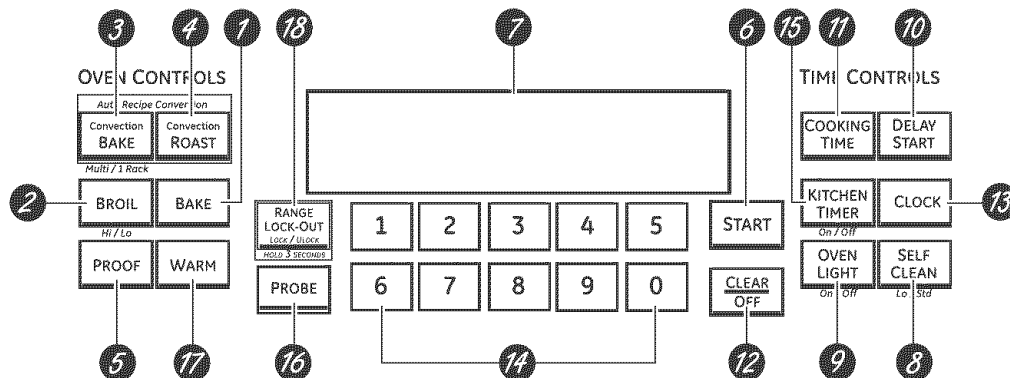 3 4 1 18 7 6 15 11 10
OVEN CONTROLS
TIME CONTROLS
Auto Recipe Conversion
Convection BAKE
Convection ROAST
Multi / 1 Rack
COOKING TIME
DELAY START
2
BROIL
BAKE
Hi / Lo
RANGE LOCK-OUT
LOCK / ULOCK
HOLD 3 SECONDS
1 2 3 4 5
START
KITCHEN TIMER
On / Off
CLOCK
13
PROOF
WARM
PROBE
6 7 8 9 0
CLEAR
OFF
OVEN LIGHT
On Off
SELF CLEAN
Lo Std
5 17 16 14 12 9 8